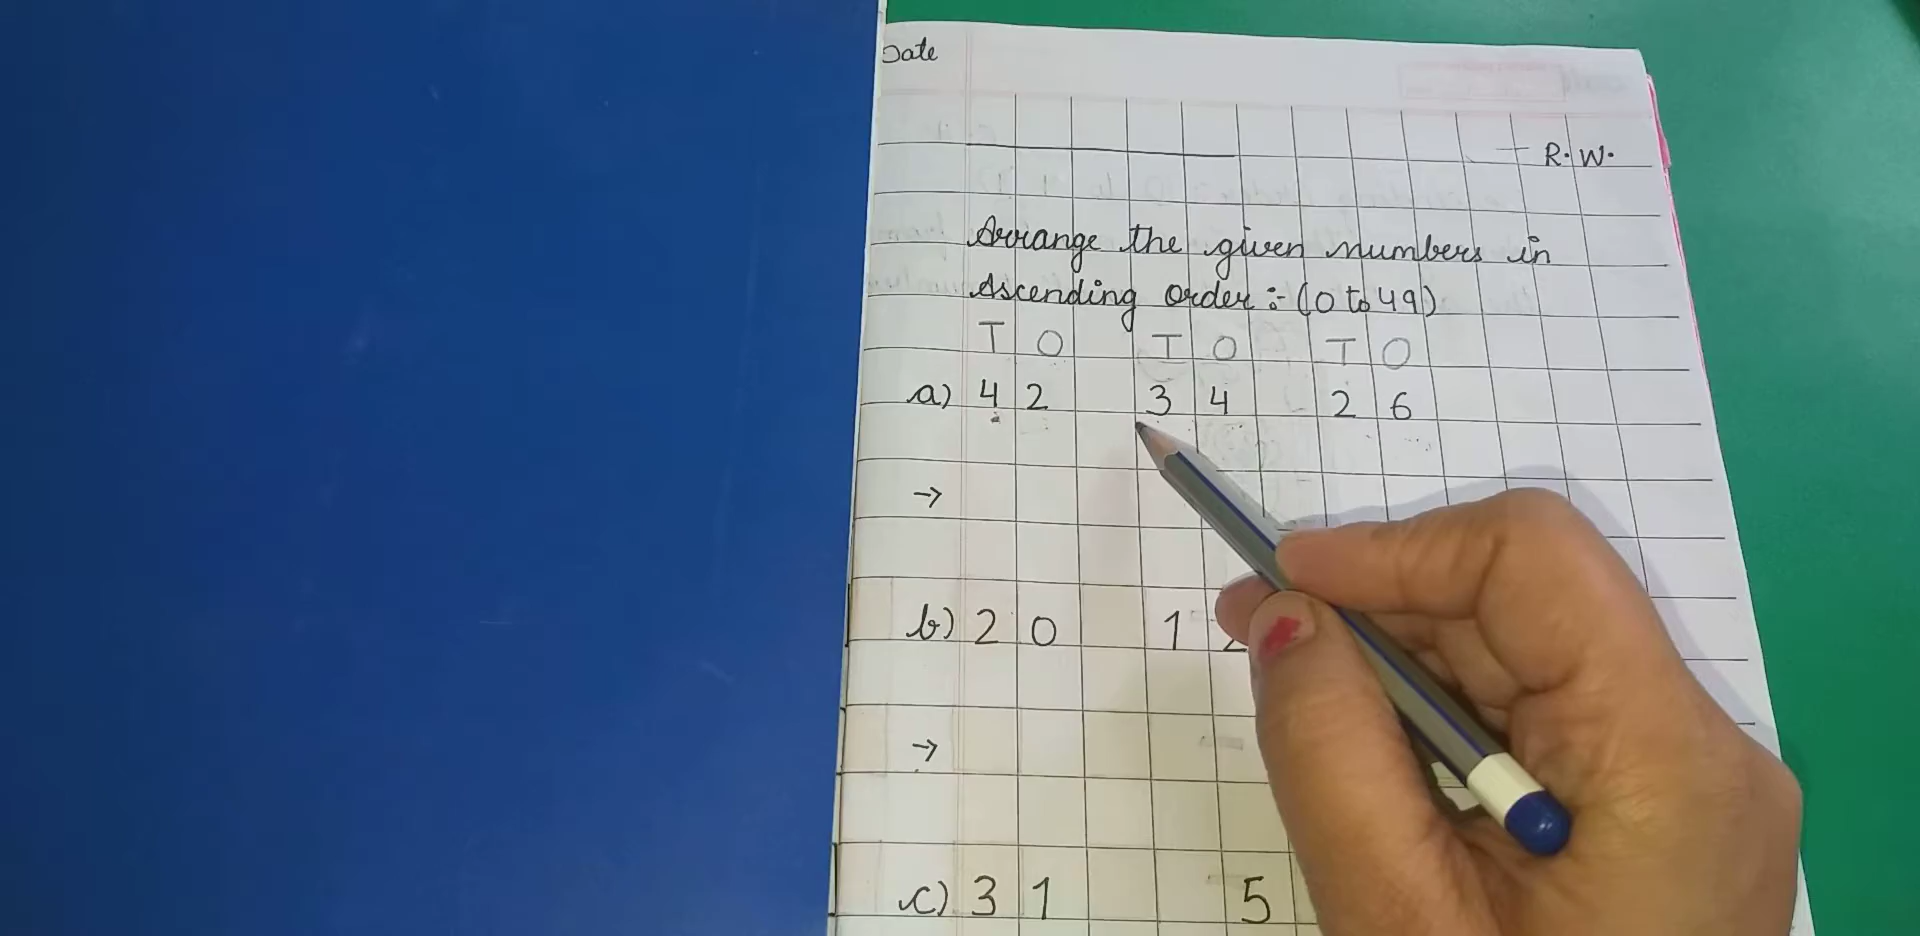 Date
R.W.
Arrange the given numbers in
Ascending order :- (0 to 49)
T O T O T O
a) 4 2 3 4 2 6
→
b) 2 0 1
→
c) 3 1 5